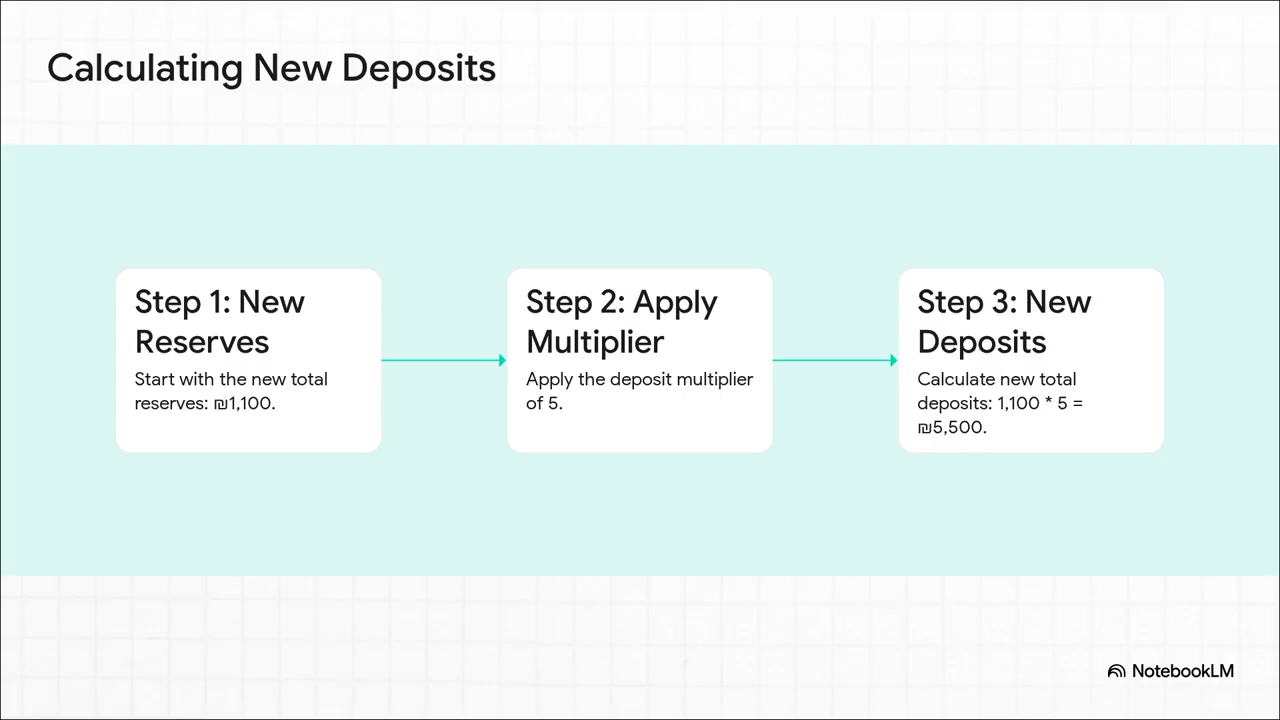 Calculating New Deposits
Step 1: New
Reserves
Start with the new total
reserves: ₪1,100.
Step 2: Apply
Multiplier
Apply the deposit multiplier
of 5.
Step 3: New
Deposits
Calculate new total
deposits: 1,100 * 5 =
₪5,500.
NotebookLM